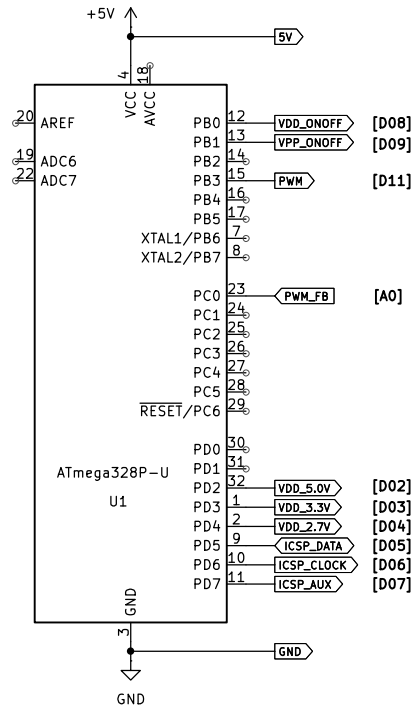 +5V
5V
4
VCC
18
AVCC
20 AREF
19 ADC6
22 ADC7
PB0 12 VDD_ONOFF [D08]
PB1 13 VPP_ONOFF [D09]
PB2 14
PB3 15 PWM [D11]
PB4 16
PB5 17
XTAL1/PB6 7
XTAL2/PB7 8
PC0 23 PWM_FB [A0]
PC1 24
PC2 25
PC3 26
PC4 27
PC5 28
RESET/PC6 29
PD0 30
PD1 31
ATmega328P-U
U1
PD2 32 VDD_5.0V [D02]
PD3 1 VDD_3.3V [D03]
PD4 2 VDD_2.7V [D04]
PD5 9 ICSP_DATA [D05]
PD6 10 ICSP_CLOCK [D06]
PD7 11 ICSP_AUX [D07]
GND
3
GND
GND